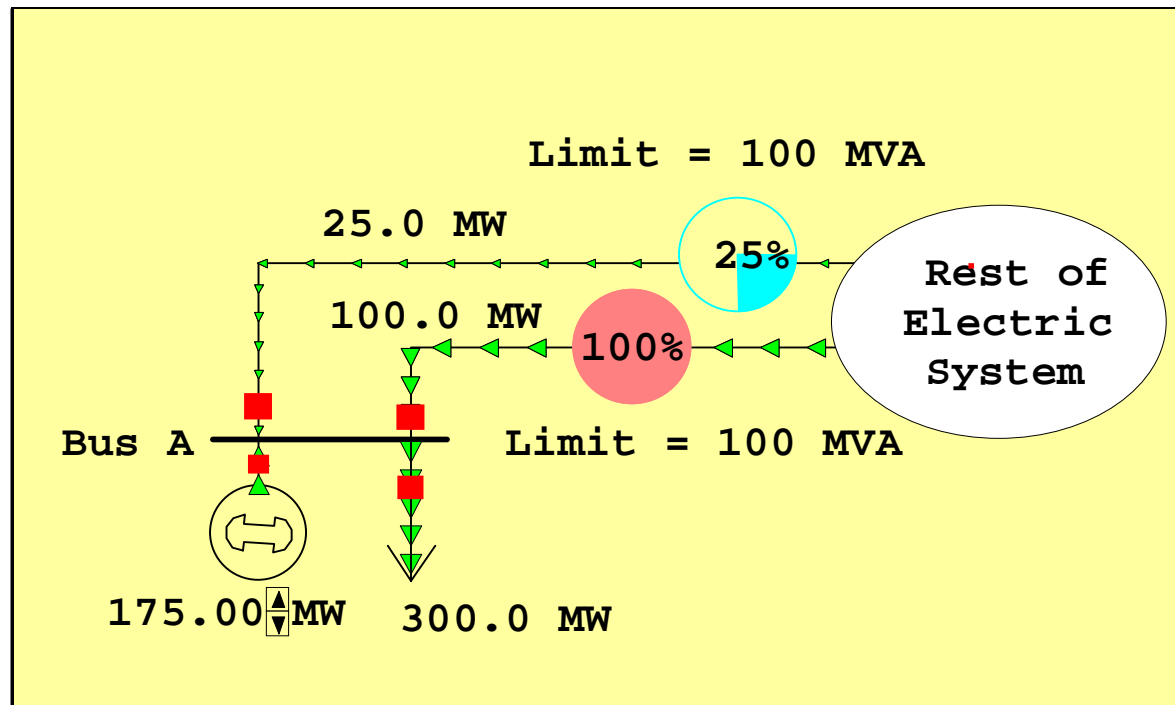 Limit = 100 MVA
25.0 MW
25%
Rest of
Electric
System
100.0 MW
100%
Bus A
Limit = 100 MVA
175.00 MW
300.0 MW